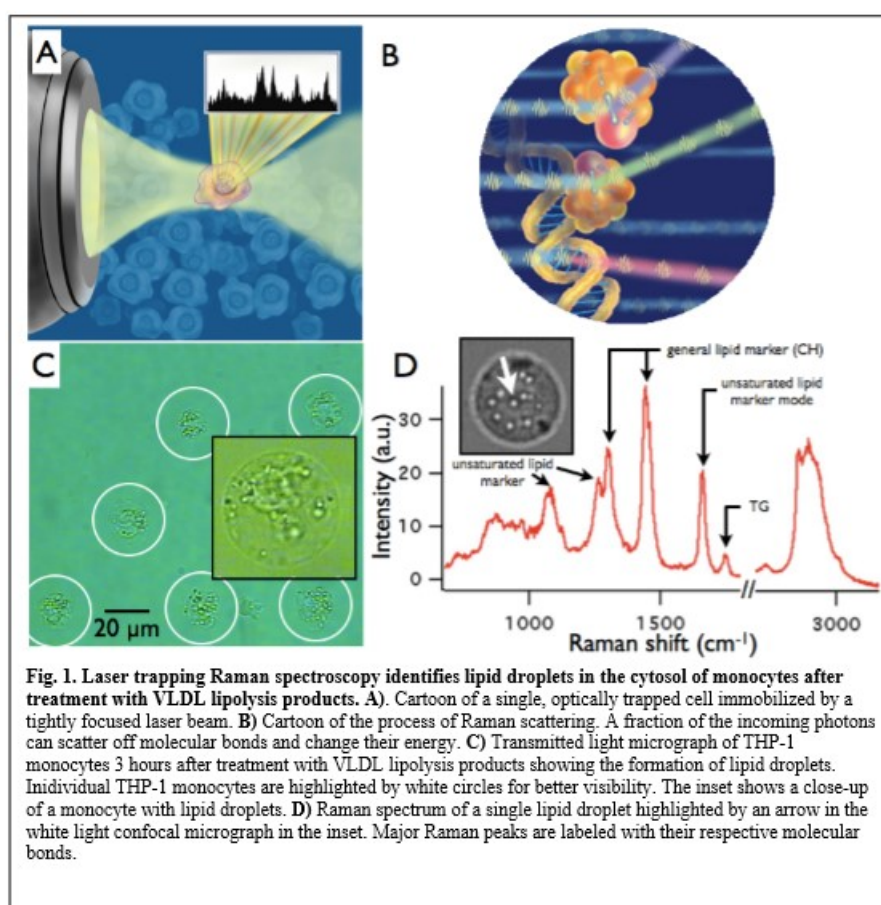 A
B
C
20 µm
D
general lipid marker (CH)
unsaturated lipid
marker mode
unsaturated lipid
marker
TG
Intensity (a.u.)
30
20
10
0
1000
1500
3000
Raman shift (cm⁻¹)
Fig. 1. Laser trapping Raman spectroscopy identifies lipid droplets in the cytosol of monocytes after
treatment with VLDL lipolysis products. A). Cartoon of a single, optically trapped cell immobilized by a
tightly focused laser beam. B) Cartoon of the process of Raman scattering. A fraction of the incoming photons
can scatter off molecular bonds and change their energy. C) Transmitted light micrograph of THP-1
monocytes 3 hours after treatment with VLDL lipolysis products showing the formation of lipid droplets.
Inidividual THP-1 monocytes are highlighted by white circles for better visibility. The inset shows a close-up
of a monocyte with lipid droplets. D) Raman spectrum of a single lipid droplet highlighted by an arrow in the
white light confocal micrograph in the inset. Major Raman peaks are labeled with their respective molecular
bonds.